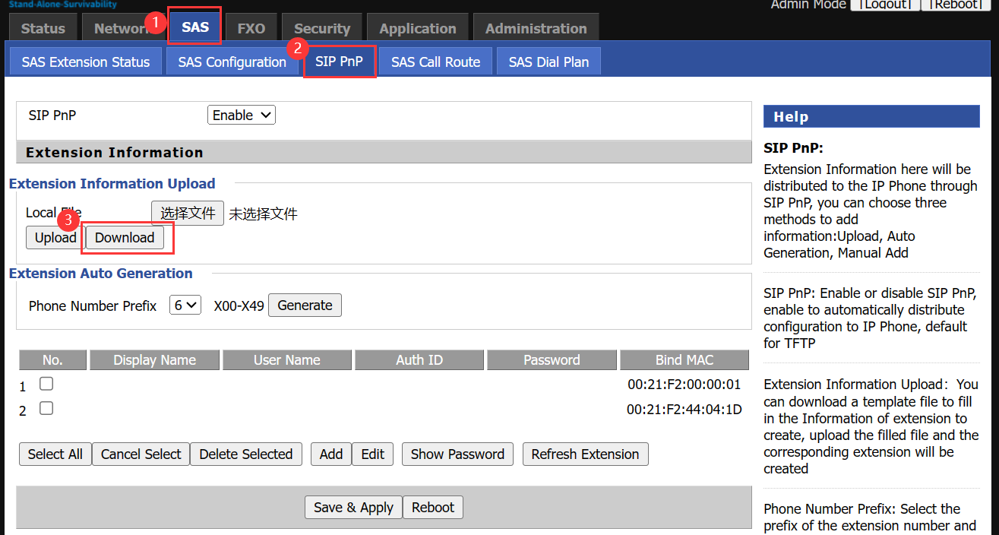 Stand-Alone-Survivability
Admin Mode [Logout] [Reboot]
Status Network 1 SAS FXO Security Application Administration
SAS Extension Status SAS Configuration 2 SIP PnP SAS Call Route SAS Dial Plan
SIP PnP Enable
Extension Information
Extension Information Upload
Local File 选择文件 未选择文件
3
Upload Download
Extension Auto Generation
Phone Number Prefix 6 X00-X49 Generate
No. Display Name User Name Auth ID Password Bind MAC
1 00:21:F2:00:00:01
2 00:21:F2:44:04:1D
Select All Cancel Select Delete Selected Add Edit Show Password Refresh Extension
Save & Apply Reboot
Help
SIP PnP:
Extension Information here will be
distributed to the IP Phone through
SIP PnP, you can choose three
methods to add
information:Upload, Auto
Generation, Manual Add
SIP PnP: Enable or disable SIP PnP,
enable to automatically distribute
configuration to IP Phone, default
for TFTP
Extension Information Upload：You
can download a template file to fill
in the Information of extension to
create, upload the filled file and the
corresponding extension will be
created
Phone Number Prefix: Select the
prefix of the extension number and